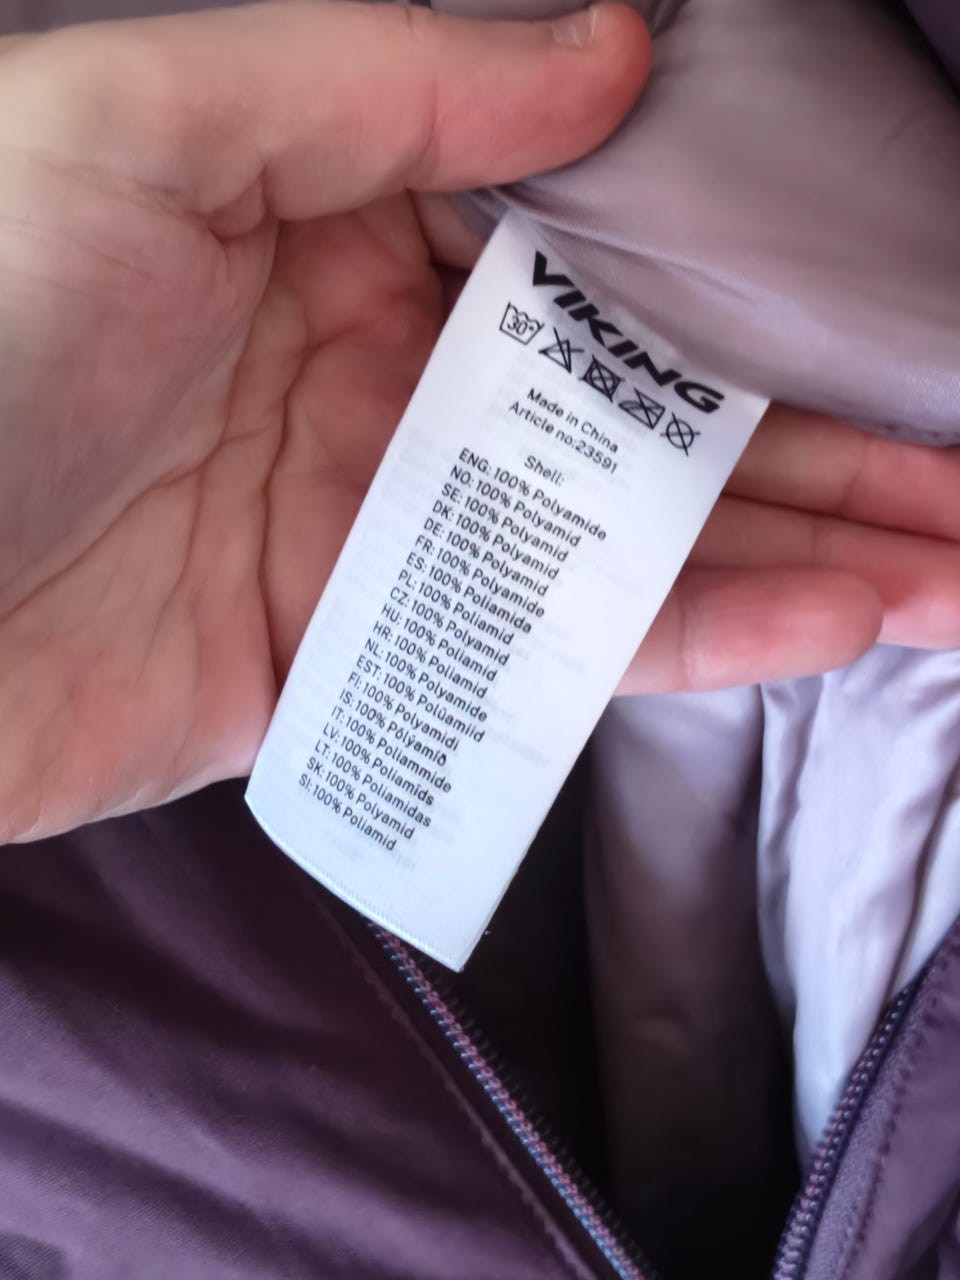 VIKING
30°
Made in China
Article no:23591
Shell:
ENG: 100% Polyamide
NO: 100% Polyamid
SE: 100% Polyamid
DK: 100% Polyamid
DE: 100% Polyamid
FR: 100% Polyamide
ES: 100% Poliamida
PL: 100% Poliamid
CZ: 100% Polyamid
HU: 100% Poliamid
HR: 100% Poliamid
NL: 100% Polyamide
EST: 100% Polüamiid
FI: 100% Polyamidi
IS: 100% Pólýamíð
IT: 100% Poliammide
LV: 100% Poliamids
LT: 100% Poliamidas
SK: 100% Polyamid
SI: 100% Poliamid